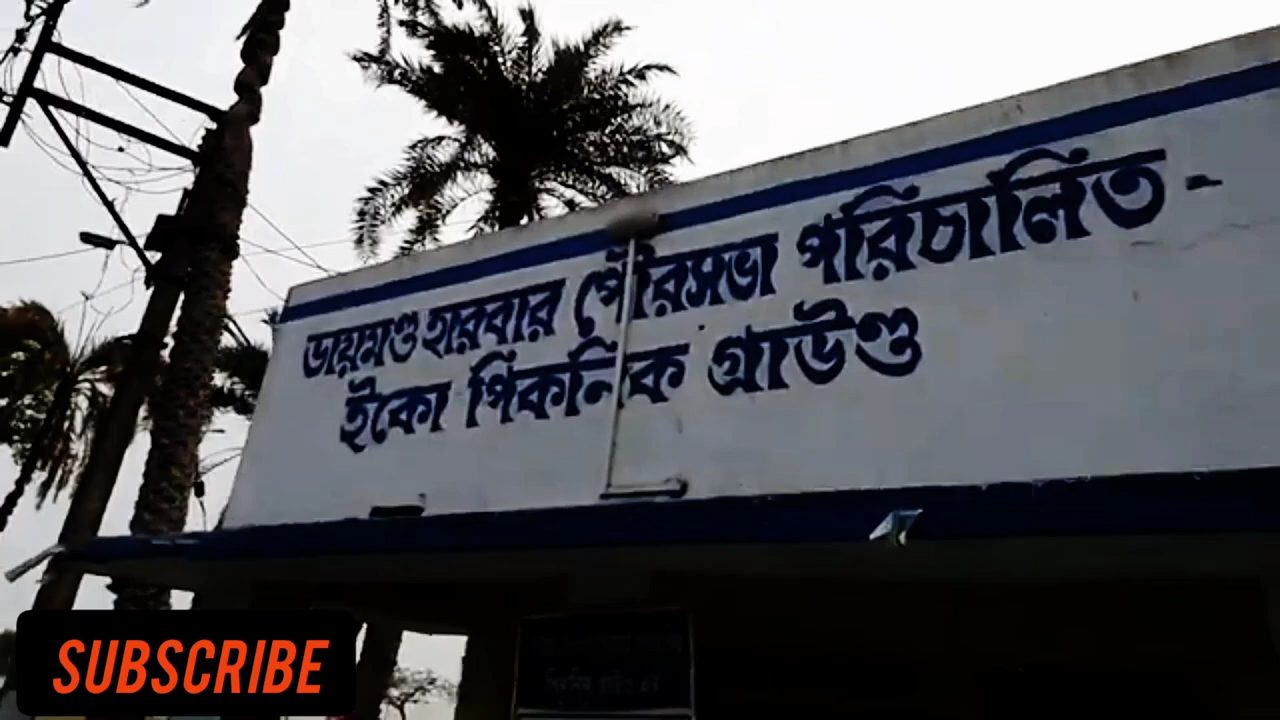 ডায়মণ্ড হারবার পৌরসভা পরিচালিত -
ইকো পিকনিক গ্রাউণ্ড
SUBSCRIBE